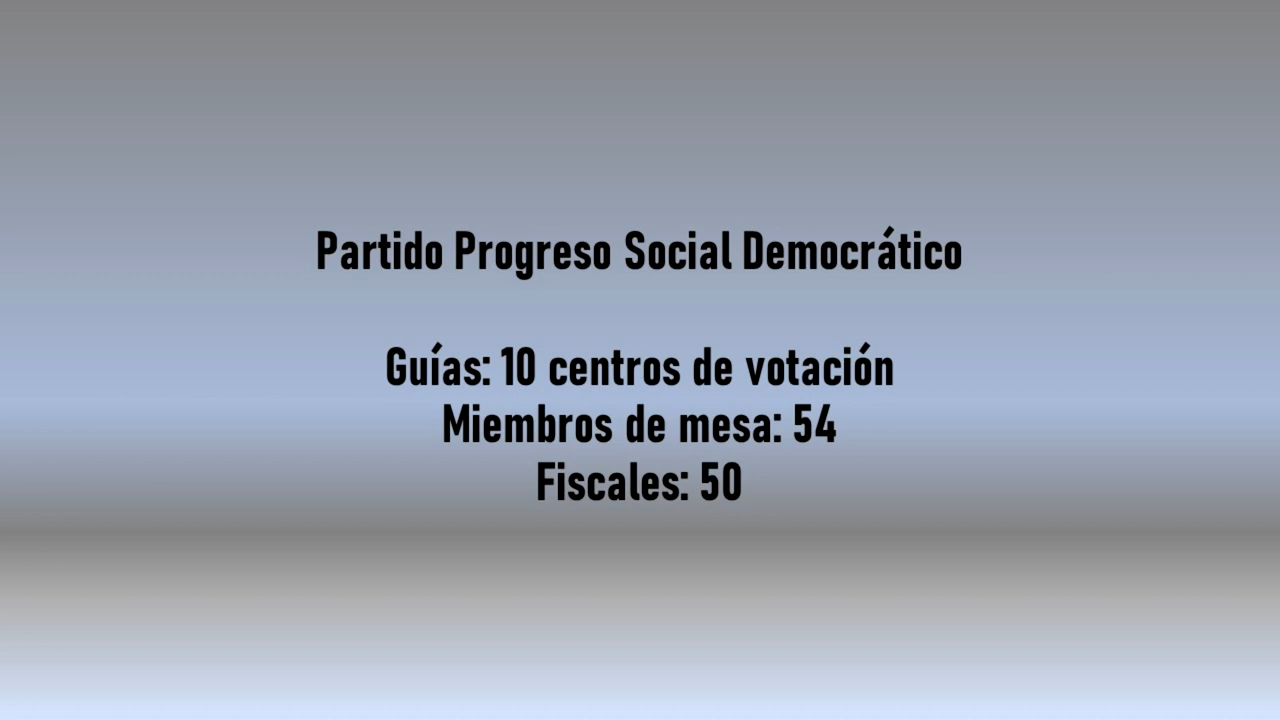 Partido Progreso Social Democrático
Guías: 10 centros de votación
Miembros de mesa: 54
Fiscales: 50